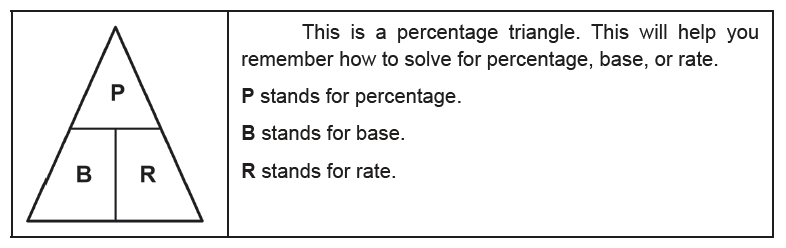 P
B R
This is a percentage triangle. This will help you
remember how to solve for percentage, base, or rate.
P stands for percentage.
B stands for base.
R stands for rate.